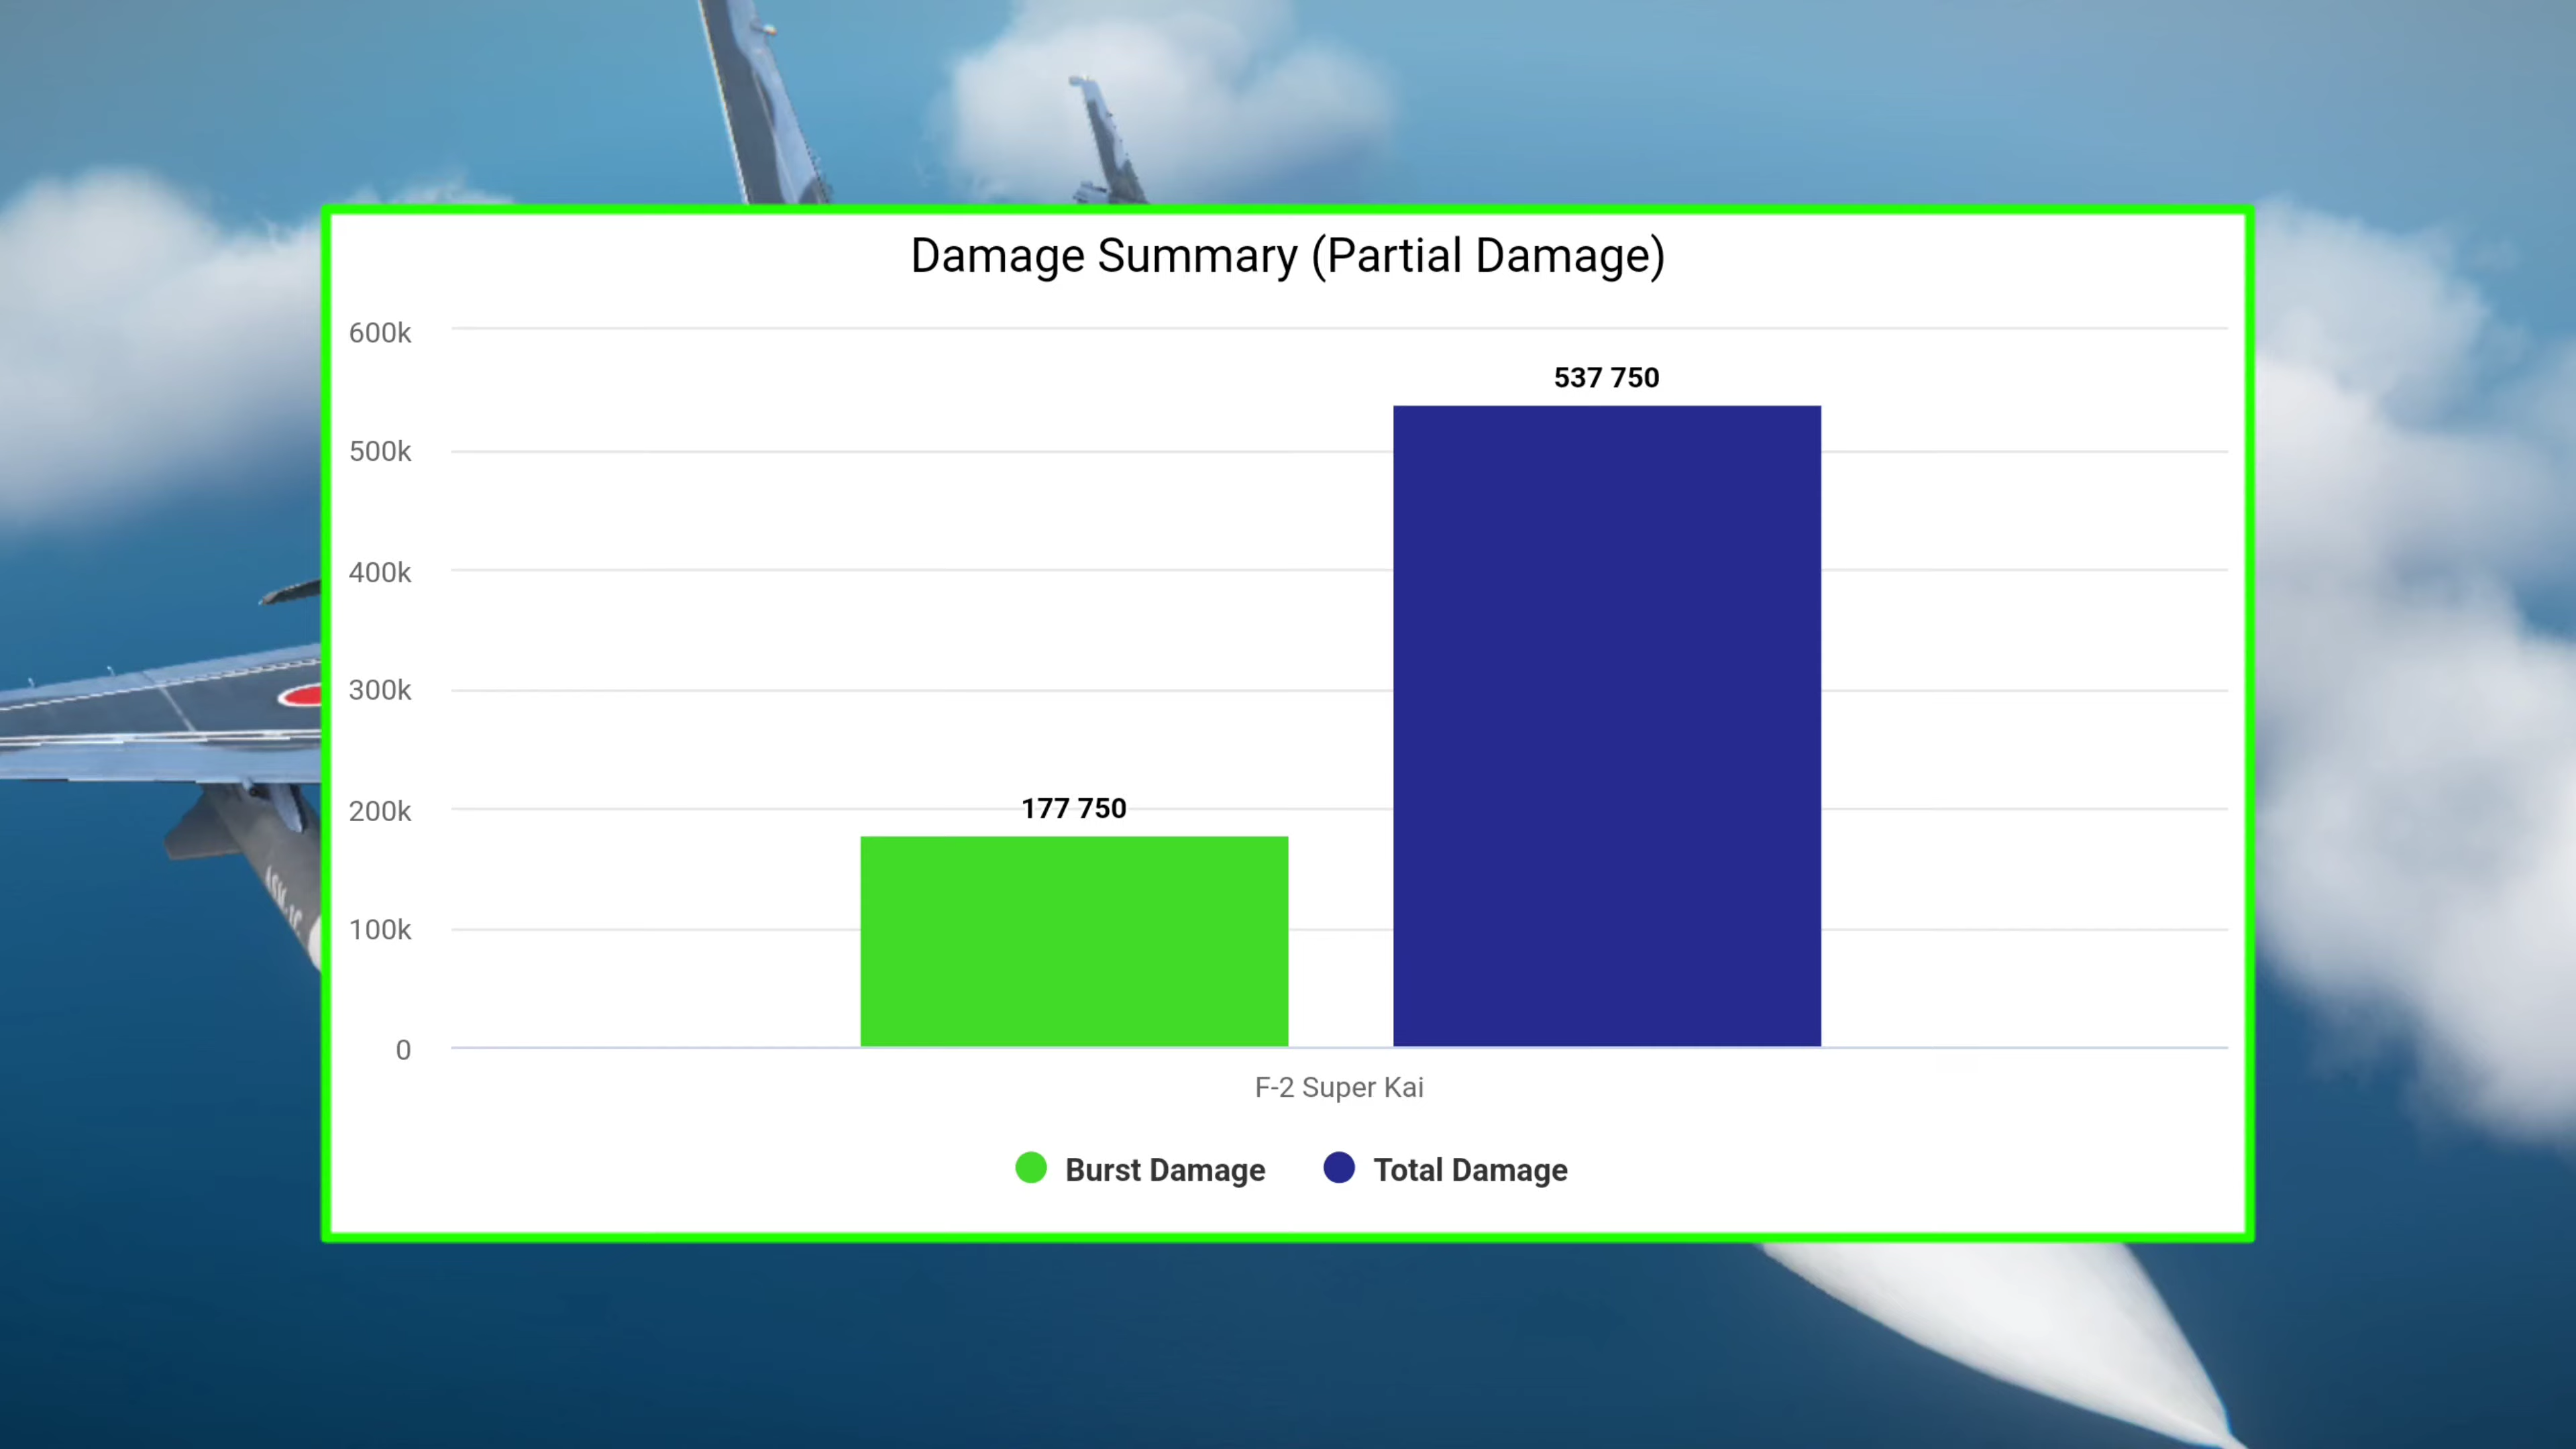 Damage Summary (Partial Damage)
600k
537 750
500k
400k
300k
200k
177 750
100k
0
F-2 Super Kai
Burst Damage
Total Damage